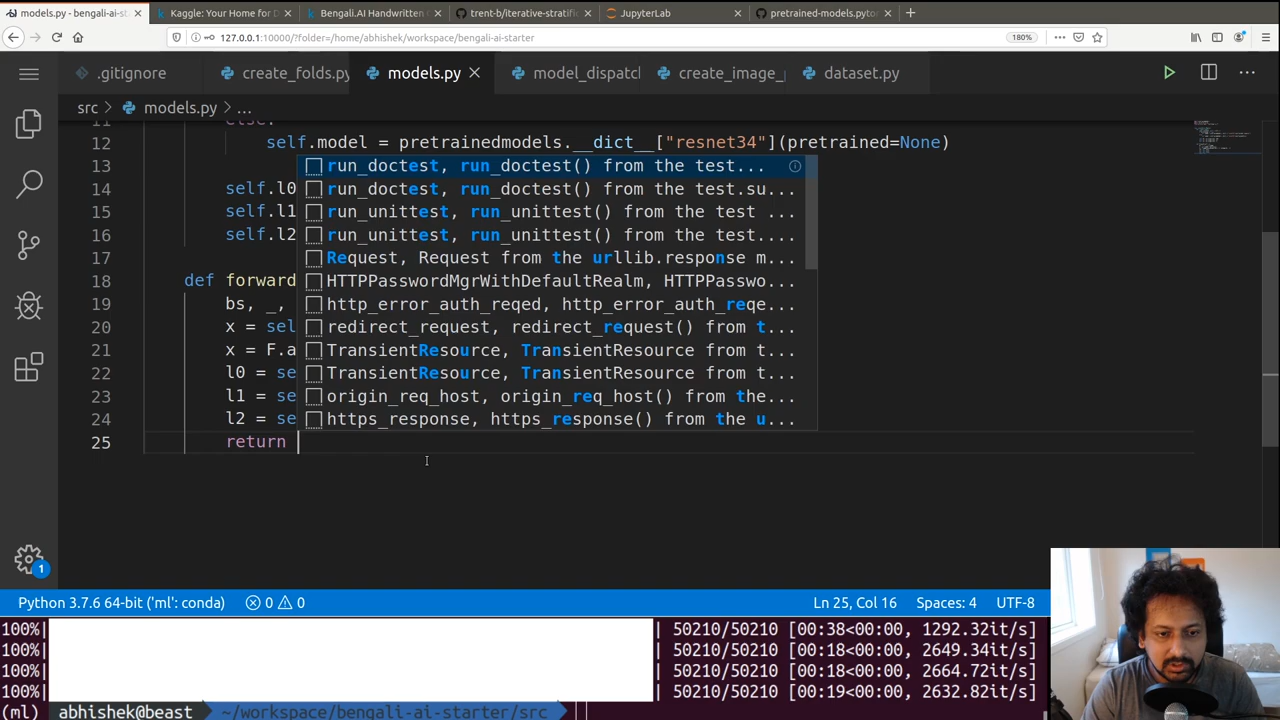 models.py - bengali-ai-st
Kaggle: Your Home for D
Bengali.AI Handwritten G
trent-b/iterative-stratifi
JupyterLab
pretrained-models.pytor
127.0.0.1:10000/?folder=/home/abhishek/workspace/bengali-ai-starter
180%
.gitignore
create_folds.py
models.py
model_dispatc
create_image_
dataset.py
src > models.py > ...
11 else:
12 self.model = pretrainedmodels.__dict__["resnet34"](pretrained=None)
13
14 self.l0
15 self.l1
16 self.l2
17
18 def forward
19 bs, _,
20 x = sel
21 x = F.a
22 l0 = se
23 l1 = se
24 l2 = se
25 return
run_doctest, run_doctest() from the test...
run_doctest, run_doctest() from the test.su...
run_unittest, run_unittest() from the test ...
run_unittest, run_unittest() from the test....
Request, Request from the urllib.response m...
HTTPPasswordMgrWithDefaultRealm, HTTPPasswo...
http_error_auth_reqed, http_error_auth_reqe...
redirect_request, redirect_request() from t...
TransientResource, TransientResource from t...
TransientResource, TransientResource from t...
origin_req_host, origin_req_host() from the...
https_response, https_response() from the u...
1
Python 3.7.6 64-bit ('ml': conda)
0 0
Ln 25, Col 16
Spaces: 4
UTF-8
100%| | 50210/50210 [00:38<00:00, 1292.32it/s]
100%| | 50210/50210 [00:18<00:00, 2649.34it/s]
100%| | 50210/50210 [00:18<00:00, 2664.72it/s]
100%| | 50210/50210 [00:19<00:00, 2632.82it/s]
(ml) abhishek@beast ~/workspace/bengali-ai-starter/src